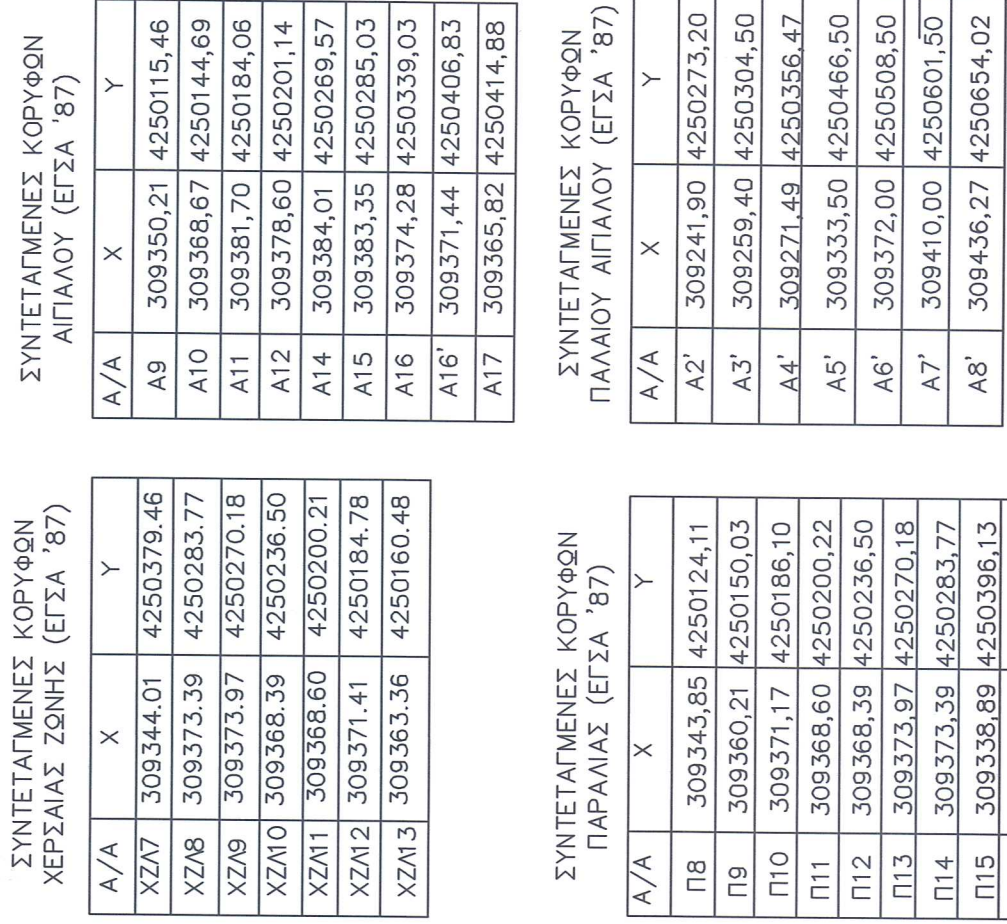 ΣΥΝΤΕΤΑΓΜΕΝΕΣ ΚΟΡΥΦΩΝ
ΧΕΡΣΑΙΑΣ ΖΩΝΗΣ (ΕΓΣΑ '87)
Α/Α Χ Υ
ΧΖΛ7 309344.01 4250379.46
ΧΖΛ8 309373.39 4250283.77
ΧΖΛ9 309373.97 4250270.18
ΧΖΛ10 309368.39 4250236.50
ΧΖΛ11 309368.60 4250200.21
ΧΖΛ12 309371.41 4250184.78
ΧΖΛ13 309363.36 4250160.48
ΣΥΝΤΕΤΑΓΜΕΝΕΣ ΚΟΡΥΦΩΝ
ΑΙΓΙΑΛΟΥ (ΕΓΣΑ '87)
Α/Α Χ Υ
Α9 309350,21 4250115,46
Α10 309368,67 4250144,69
Α11 309381,70 4250184,06
Α12 309378,60 4250201,14
Α14 309384,01 4250269,57
Α15 309383,35 4250285,03
Α16 309374,28 4250339,03
Α16' 309371,44 4250406,83
Α17 309365,82 4250414,88
ΣΥΝΤΕΤΑΓΜΕΝΕΣ ΚΟΡΥΦΩΝ
ΠΑΡΑΛΙΑΣ (ΕΓΣΑ '87)
Α/Α Χ Υ
Π8 309343,85 4250124,11
Π9 309360,21 4250150,03
Π10 309371,17 4250186,10
Π11 309368,60 4250200,22
Π12 309368,39 4250236,50
Π13 309373,97 4250270,18
Π14 309373,39 4250283,77
Π15 309338,89 4250396,13
ΣΥΝΤΕΤΑΓΜΕΝΕΣ ΚΟΡΥΦΩΝ
ΠΑΛΑΙΟΥ ΑΙΓΙΑΛΟΥ (ΕΓΣΑ '87)
Α/Α Χ Υ
Α2' 309241,90 4250273,20
Α3' 309259,40 4250304,50
Α4' 309271,49 4250356,47
Α5' 309333,50 4250466,50
Α6' 309372,00 4250508,50
Α7' 309410,00 4250601,50
Α8' 309436,27 4250654,02